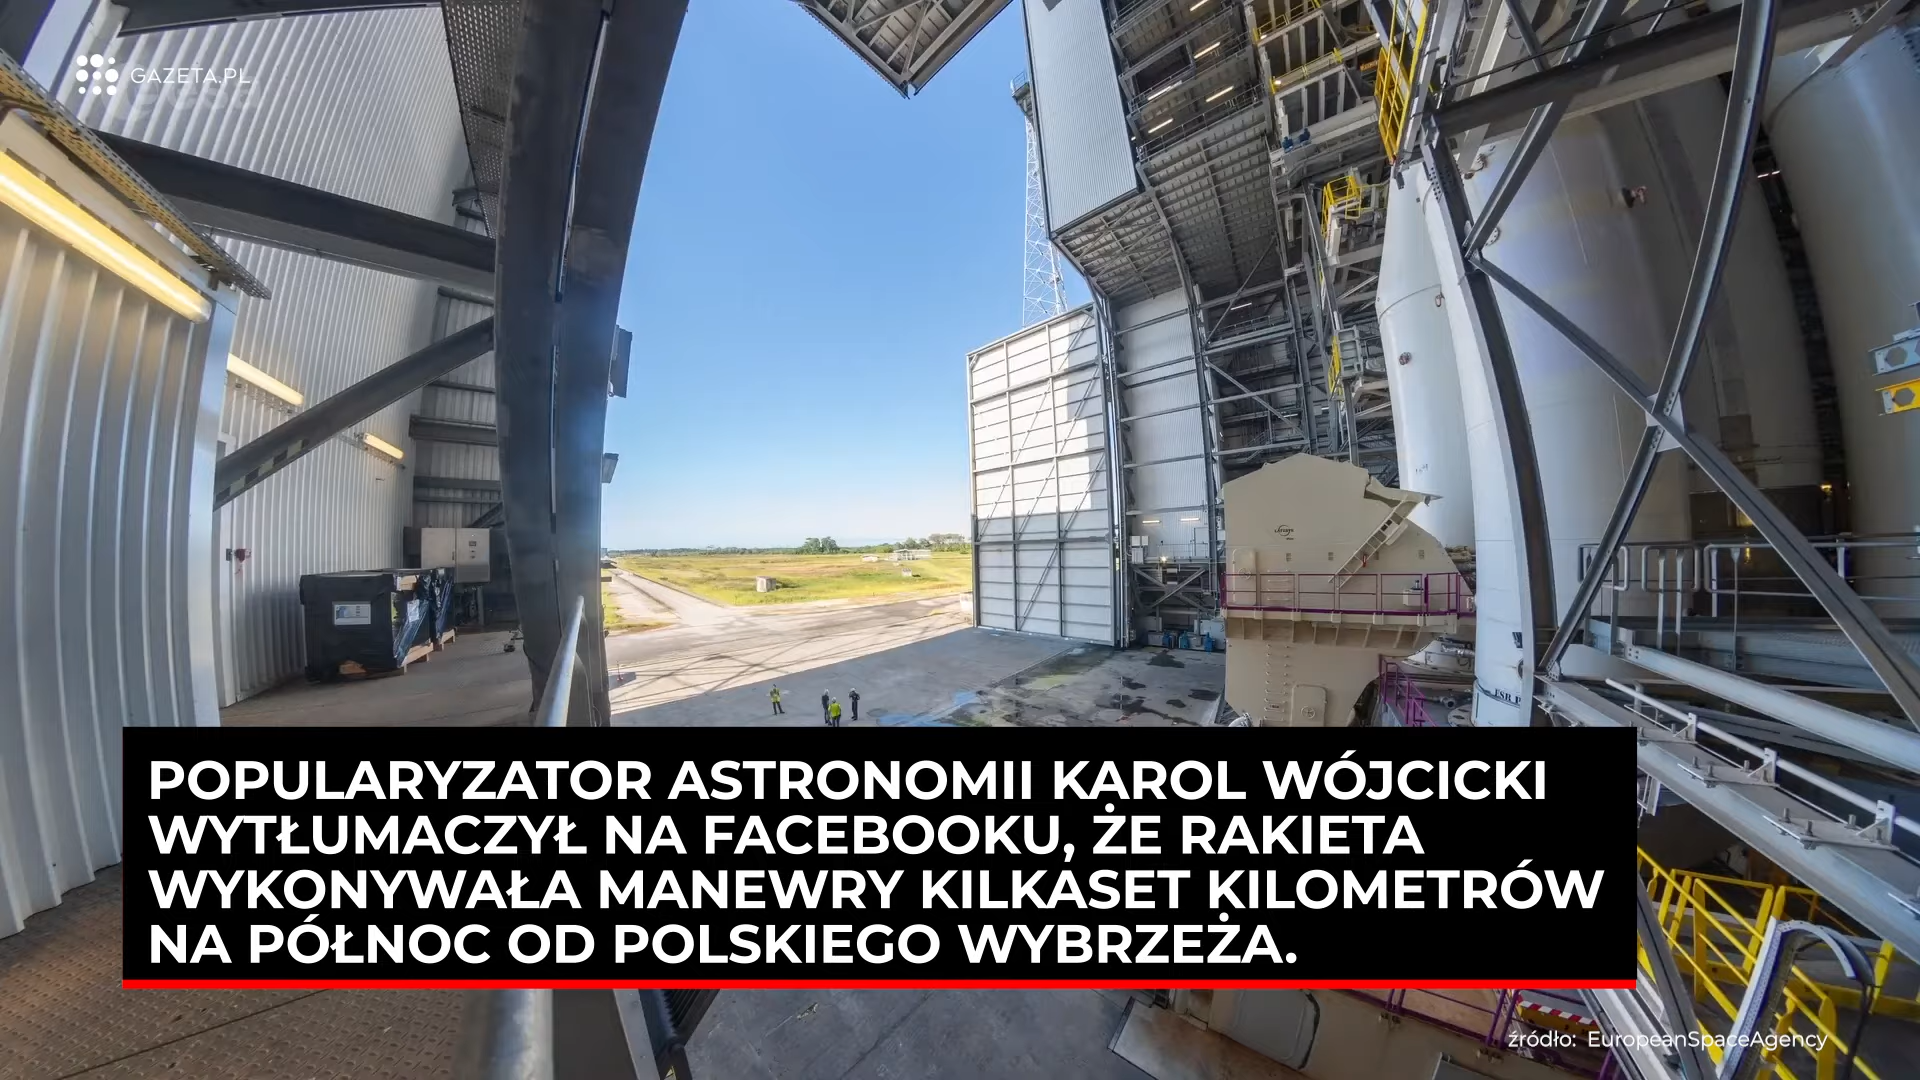 GAZETA.PL
POPULARYZATOR ASTRONOMII KAROL WÓJCICKI
WYTŁUMACZYŁ NA FACEBOOKU, ŻE RAKIETA
WYKONYWAŁA MANEWRY KILKASET KILOMETRÓW
NA PÓŁNOC OD POLSKIEGO WYBRZEŻA.
źródło: EuropeanSpaceAgency